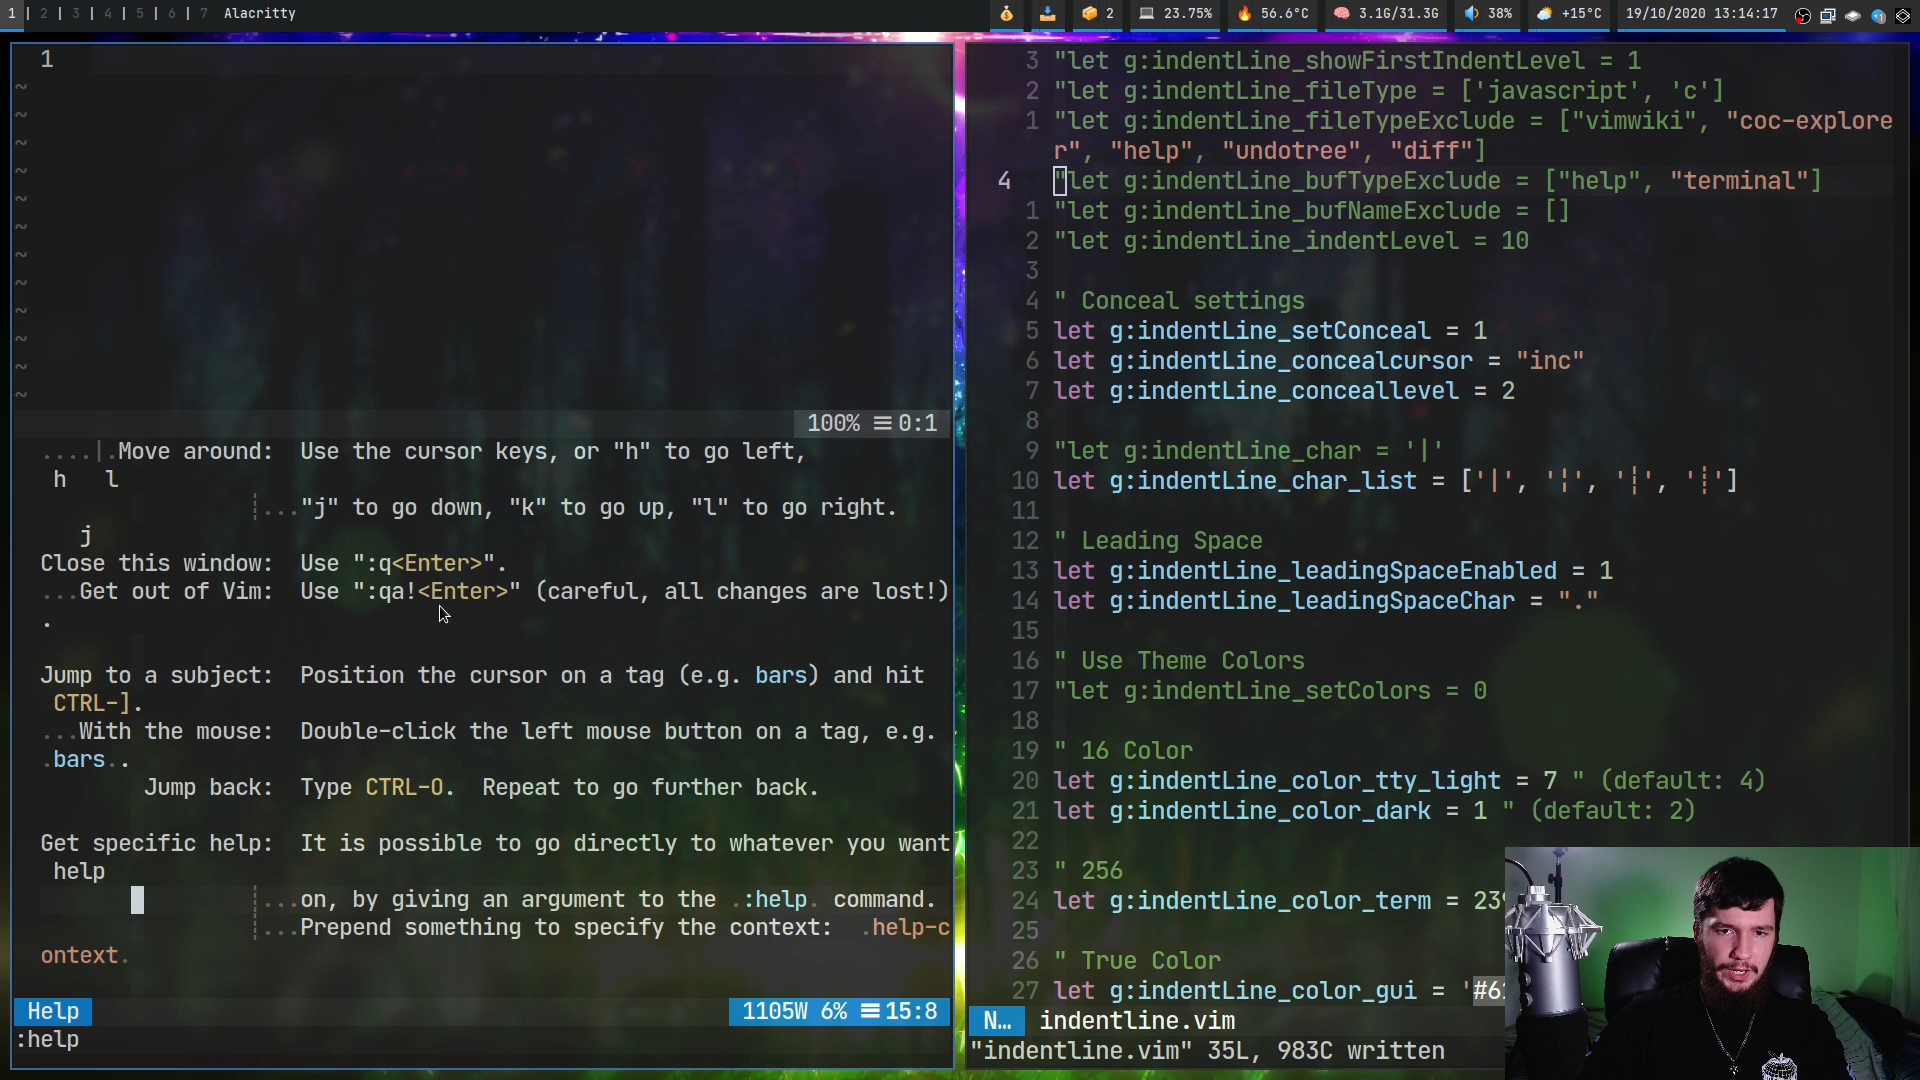 1 | 2 | 3 | 4 | 5 | 6 | 7 Alacritty
2 23.75% 56.6°C 3.1G/31.3G 38% +15°C 19/10/2020 13:14:17
1
~
~
~
~
~
~
~
~
~
~
~
~
100% ≡ 0:1
....|.Move around:  Use the cursor keys, or "h" to go left,
h   l
┊..."j" to go down, "k" to go up, "l" to go right.
j
Close this window:  Use ":q<Enter>".
...Get out of Vim:  Use ":qa!<Enter>" (careful, all changes are lost!)
.
Jump to a subject:  Position the cursor on a tag (e.g. bars) and hit
CTRL-].
...With the mouse:  Double-click the left mouse button on a tag, e.g.
.bars..
Jump back:  Type CTRL-O.  Repeat to go further back.
Get specific help:  It is possible to go directly to whatever you want
help
┊...on, by giving an argument to the .:help. command.
┊...Prepend something to specify the context:  .help-c
ontext.
Help 1105W 6% ≡ 15:8
:help
3 "let g:indentLine_showFirstIndentLevel = 1
2 "let g:indentLine_fileType = ['javascript', 'c']
1 "let g:indentLine_fileTypeExclude = ["vimwiki", "coc-explore
r", "help", "undotree", "diff"]
4 "let g:indentLine_bufTypeExclude = ["help", "terminal"]
1 "let g:indentLine_bufNameExclude = []
2 "let g:indentLine_indentLevel = 10
3
4 " Conceal settings
5 let g:indentLine_setConceal = 1
6 let g:indentLine_concealcursor = "inc"
7 let g:indentLine_conceallevel = 2
8
9 "let g:indentLine_char = '|'
10 let g:indentLine_char_list = ['|', '¦', '┆', '┊']
11
12 " Leading Space
13 let g:indentLine_leadingSpaceEnabled = 1
14 let g:indentLine_leadingSpaceChar = "."
15
16 " Use Theme Colors
17 "let g:indentLine_setColors = 0
18
19 " 16 Color
20 let g:indentLine_color_tty_light = 7 " (default: 4)
21 let g:indentLine_color_dark = 1 " (default: 2)
22
23 " 256
24 let g:indentLine_color_term = 239
25
26 " True Color
27 let g:indentLine_color_gui = '#61
N… indentline.vim
"indentline.vim" 35L, 983C written